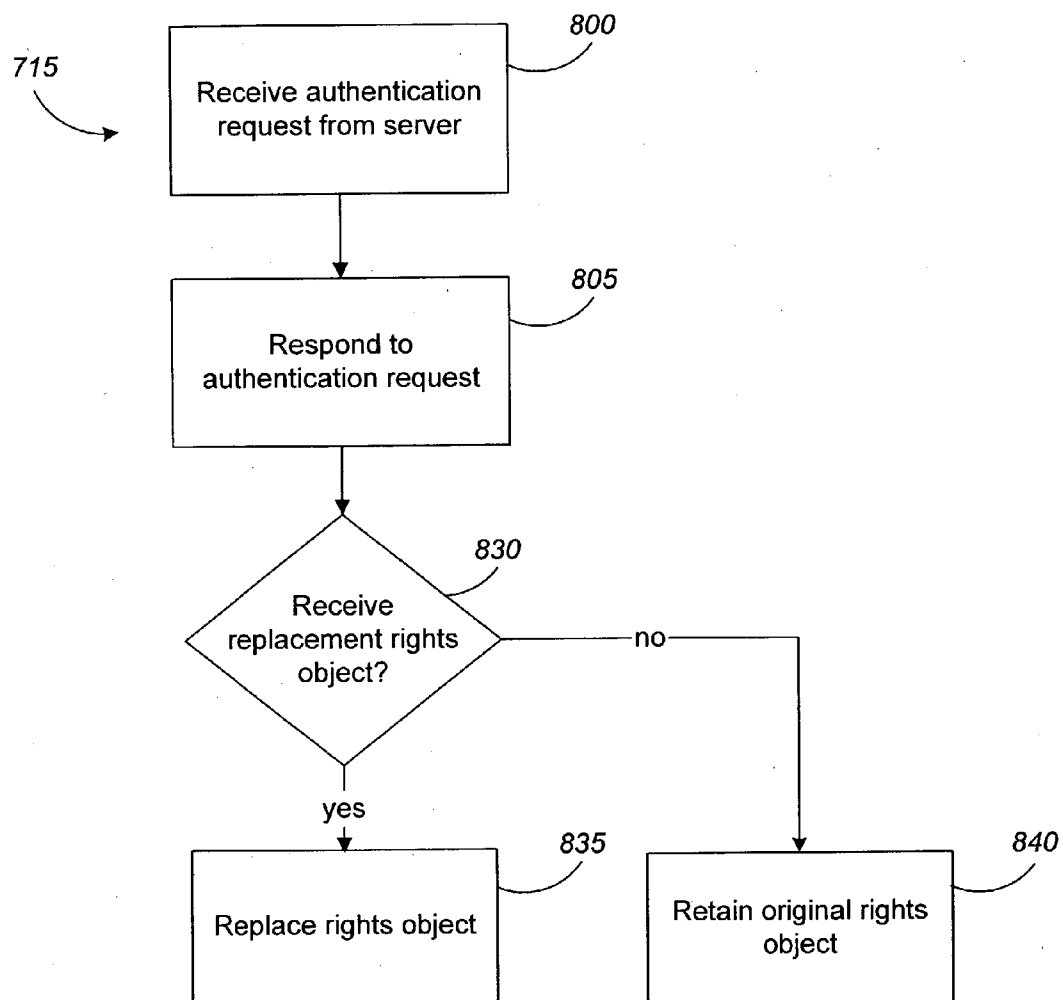 800
715
Receive authentication
request from server
805
Respond to
authentication request
830
Receive
replacement rights
object?
no
yes
835
840
Replace rights object
Retain original rights
object